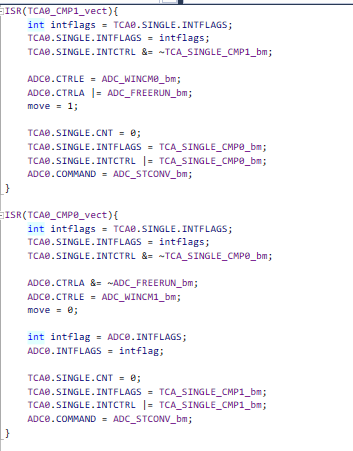 ISR(TCA0_CMP1_vect){
int intflags = TCA0.SINGLE.INTFLAGS;
TCA0.SINGLE.INTFLAGS = intflags;
TCA0.SINGLE.INTCTRL &= ~TCA_SINGLE_CMP1_bm;
ADC0.CTRLE = ADC_WINCM0_bm;
ADC0.CTRLA |= ADC_FREERUN_bm;
move = 1;
TCA0.SINGLE.CNT = 0;
TCA0.SINGLE.INTFLAGS = TCA_SINGLE_CMP0_bm;
TCA0.SINGLE.INTCTRL |= TCA_SINGLE_CMP0_bm;
ADC0.COMMAND = ADC_STCONV_bm;
}
ISR(TCA0_CMP0_vect){
int intflags = TCA0.SINGLE.INTFLAGS;
TCA0.SINGLE.INTFLAGS = intflags;
TCA0.SINGLE.INTCTRL &= ~TCA_SINGLE_CMP0_bm;
ADC0.CTRLA &= ~ADC_FREERUN_bm;
ADC0.CTRLE = ADC_WINCM1_bm;
move = 0;
int intflag = ADC0.INTFLAGS;
ADC0.INTFLAGS = intflag;
TCA0.SINGLE.CNT = 0;
TCA0.SINGLE.INTFLAGS = TCA_SINGLE_CMP1_bm;
TCA0.SINGLE.INTCTRL |= TCA_SINGLE_CMP1_bm;
ADC0.COMMAND = ADC_STCONV_bm;
}